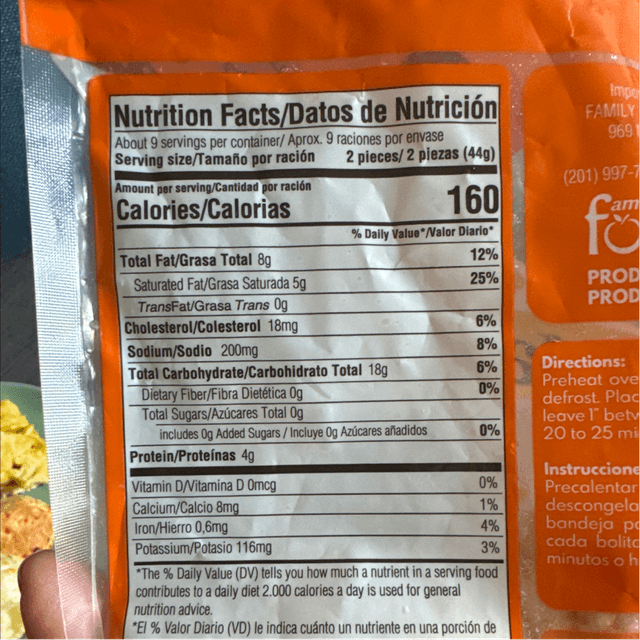 Nutrition Facts/Datos de Nutrición
About 9 servings per container/ Aprox. 9 raciones por envase
Serving size/Tamaño por ración 2 pieces/ 2 piezas (44g)
Amount per serving/Cantidad por ración
Calories/Calorias 160
% Daily Value*/Valor Diario*
Total Fat/Grasa Total 8g 12%
Saturated Fat/Grasa Saturada 5g 25%
TransFat/Grasa Trans 0g
Cholesterol/Colesterol 18mg 6%
Sodium/Sodio 200mg 8%
Total Carbohydrate/Carbohidrato Total 18g 6%
Dietary Fiber/Fibra Dietética 0g 0%
Total Sugars/Azúcares Total 0g
includes 0g Added Sugars / Incluye 0g Azúcares añadidos 0%
Protein/Proteínas 4g
Vitamin D/Vitamina D 0mcg 0%
Calcium/Calcio 8mg 1%
Iron/Hierro 0,6mg 4%
Potassium/Potasio 116mg 3%
*The % Daily Value (DV) tells you how much a nutrient in a serving food
contributes to a daily diet 2.000 calories a day is used for general
nutrition advice.
*El % Valor Diario (VD) le indica cuánto un nutriente en una porción de
FAMILY
969
(201) 997-7
fam
PROD
PROD
Directions:
Preheat ove
defrost. Plac
leave 1" betw
20 to 25 mi
Instruccione
Precalentar
descongela
bandeja po
cada bolita
minutos o h